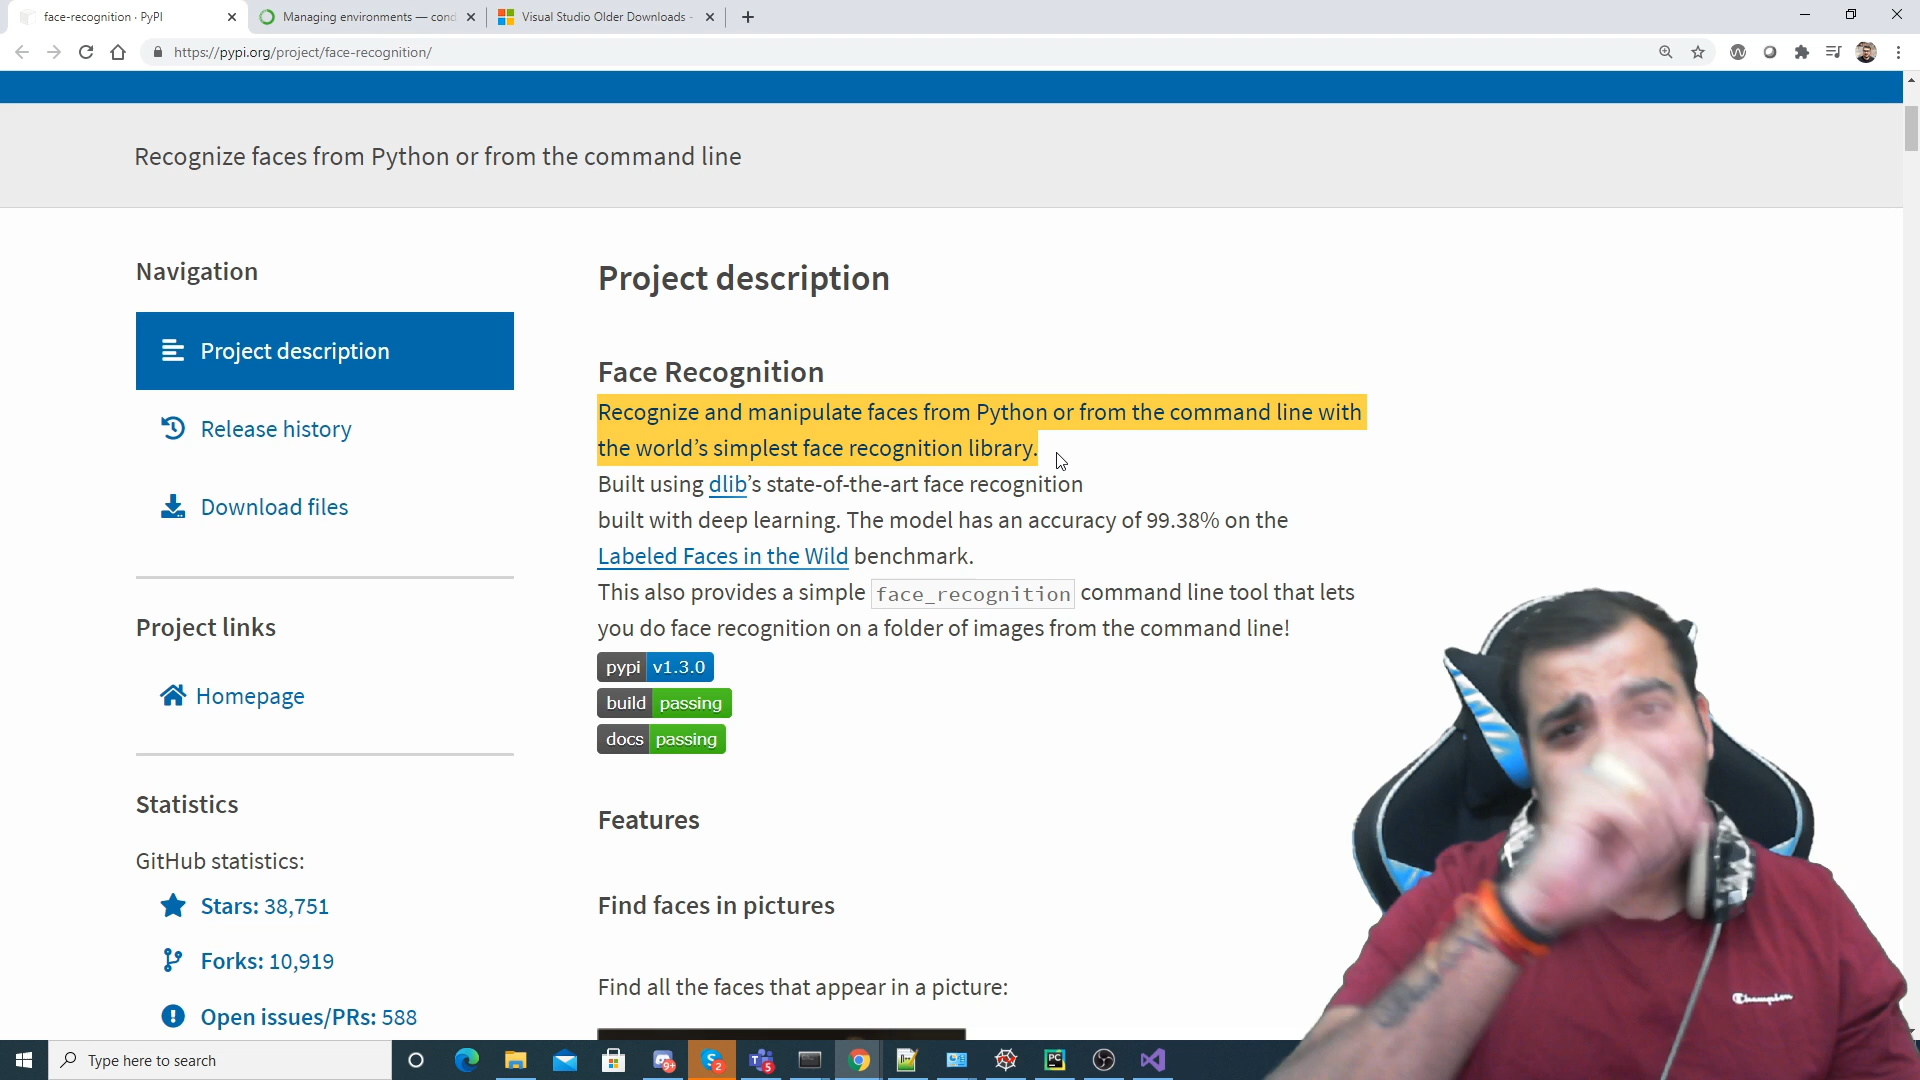 face-recognition · PyPI
Managing environments — cond
Visual Studio Older Downloads -
https://pypi.org/project/face-recognition/
Recognize faces from Python or from the command line
Navigation
Project description
Release history
Download files
Project links
Homepage
Statistics
GitHub statistics:
Stars: 38,751
Forks: 10,919
Open issues/PRs: 588
Project description
Face Recognition
Recognize and manipulate faces from Python or from the command line with
the world's simplest face recognition library.
Built using dlib's state-of-the-art face recognition
built with deep learning. The model has an accuracy of 99.38% on the
Labeled Faces in the Wild benchmark.
This also provides a simple face_recognition command line tool that lets
you do face recognition on a folder of images from the command line!
pypi v1.3.0
build passing
docs passing
Features
Find faces in pictures
Find all the faces that appear in a picture:
Champion
Type here to search
9+
S 2
T 5
PC